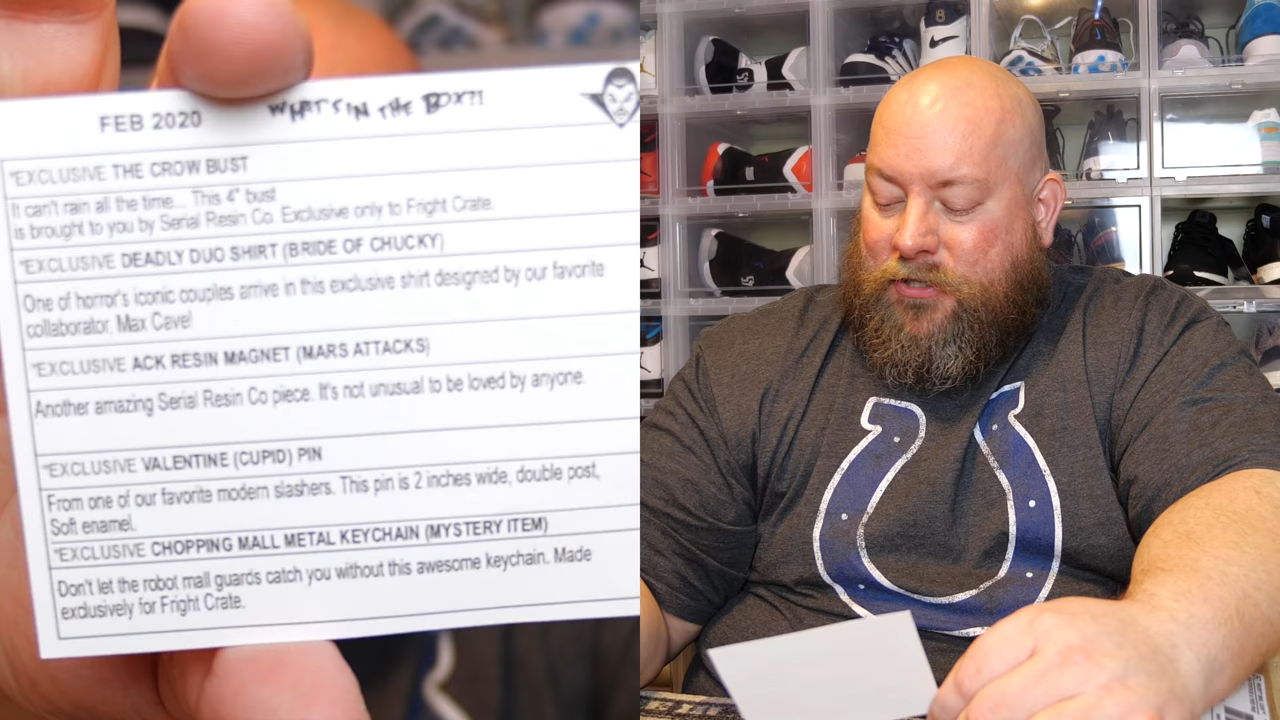 FEB 2020 WHAT'S IN THE BOX?!
*EXCLUSIVE THE CROW BUST
It can't rain all the time... This 4" bust
is brought to you by Serial Resin Co. Exclusive only to Fright Crate.
*EXCLUSIVE DEADLY DUO SHIRT (BRIDE OF CHUCKY)
One of horror's iconic couples arrive in this exclusive shirt designed by our favorite
collaborator, Max Cave!
*EXCLUSIVE ACK RESIN MAGNET (MARS ATTACKS)
Another amazing Serial Resin Co piece. It's not unusual to be loved by anyone.
*EXCLUSIVE VALENTINE (CUPID) PIN
From one of our favorite modern slashers. This pin is 2 inches wide, double post,
Soft enamel.
*EXCLUSIVE CHOPPING MALL METAL KEYCHAIN (MYSTERY ITEM)
Don't let the robot mall guards catch you without this awesome keychain. Made
exclusively for Fright Crate.